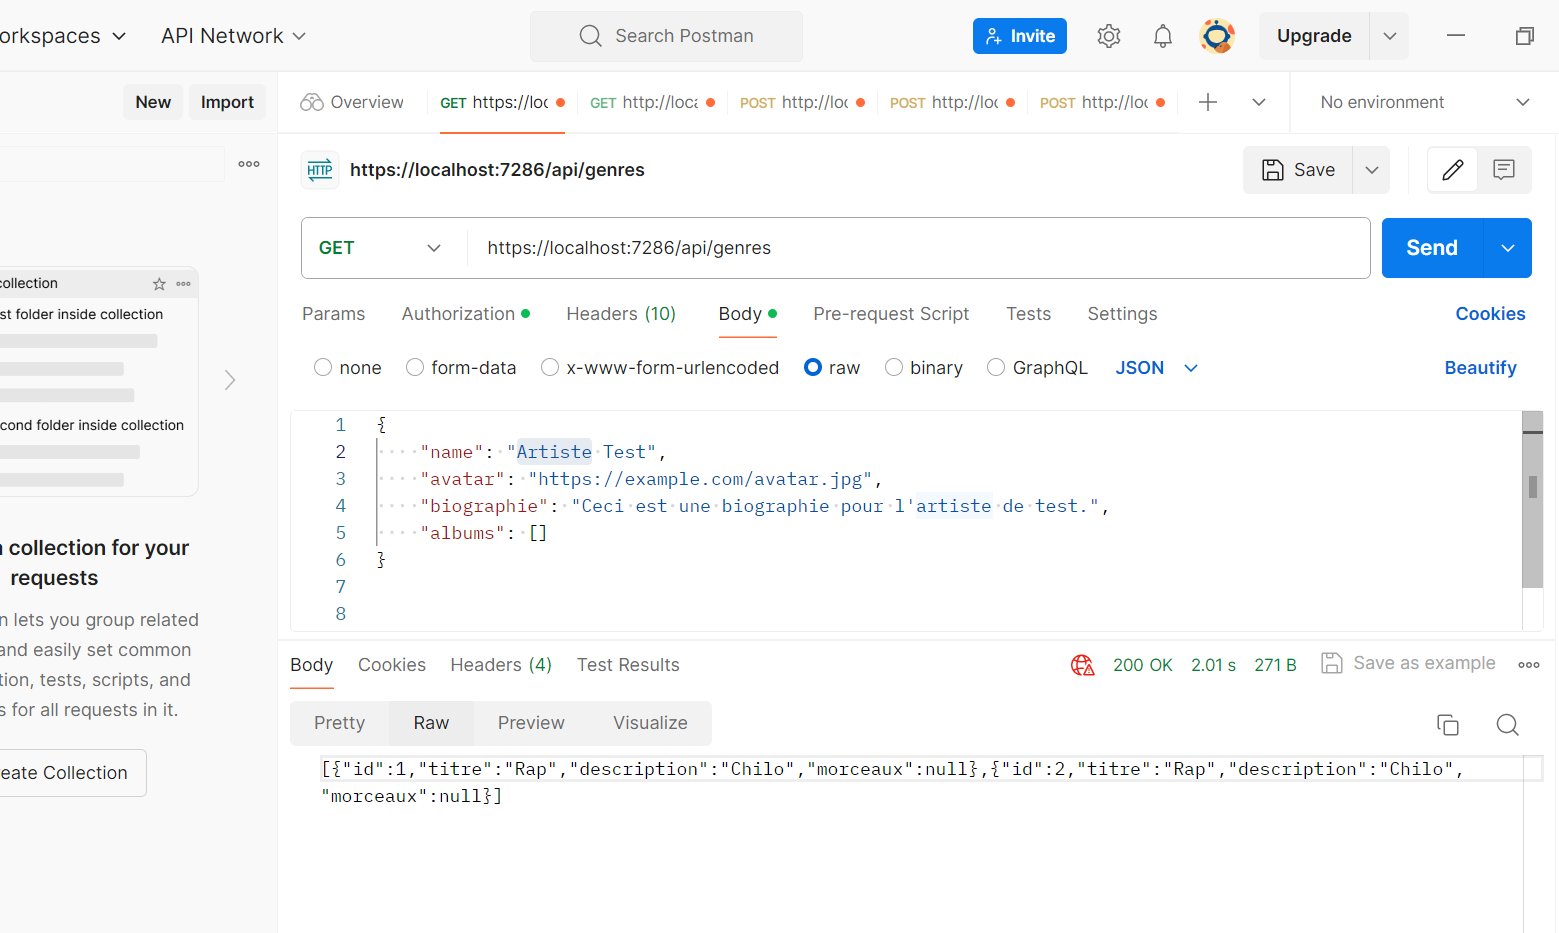 orkspaces
API Network
Search Postman
Invite
Upgrade
New
Import
Overview
GET https://loc
GET http://loca
POST http://loc
POST http://loc
POST http://loc
No environment
HTTP
https://localhost:7286/api/genres
Save
GET
https://localhost:7286/api/genres
Send
Params
Authorization
Headers (10)
Body
Pre-request Script
Tests
Settings
Cookies
none
form-data
x-www-form-urlencoded
raw
binary
GraphQL
JSON
Beautify
1 {
2 "name": "Artiste Test",
3 "avatar": "https://example.com/avatar.jpg",
4 "biographie": "Ceci est une biographie pour l'artiste de test.",
5 "albums": []
6 }
7
8
collection
st folder inside collection
cond folder inside collection
collection for your
requests
n lets you group related
and easily set common
tion, tests, scripts, and
s for all requests in it.
eate Collection
Body
Cookies
Headers (4)
Test Results
200 OK
2.01 s
271 B
Save as example
Pretty
Raw
Preview
Visualize
[{"id":1,"titre":"Rap","description":"Chilo","morceaux":null},{"id":2,"titre":"Rap","description":"Chilo",
"morceaux":null}]